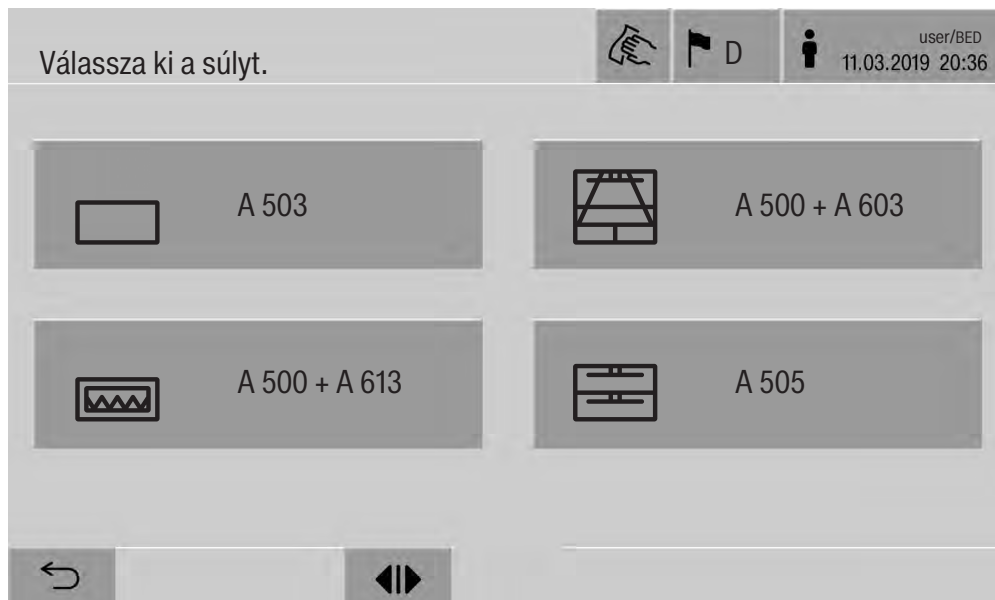 Válassza ki a súlyt.
D
user/BED
11.03.2019 20:36
A 503
A 500 + A 603
A 500 + A 613
A 505